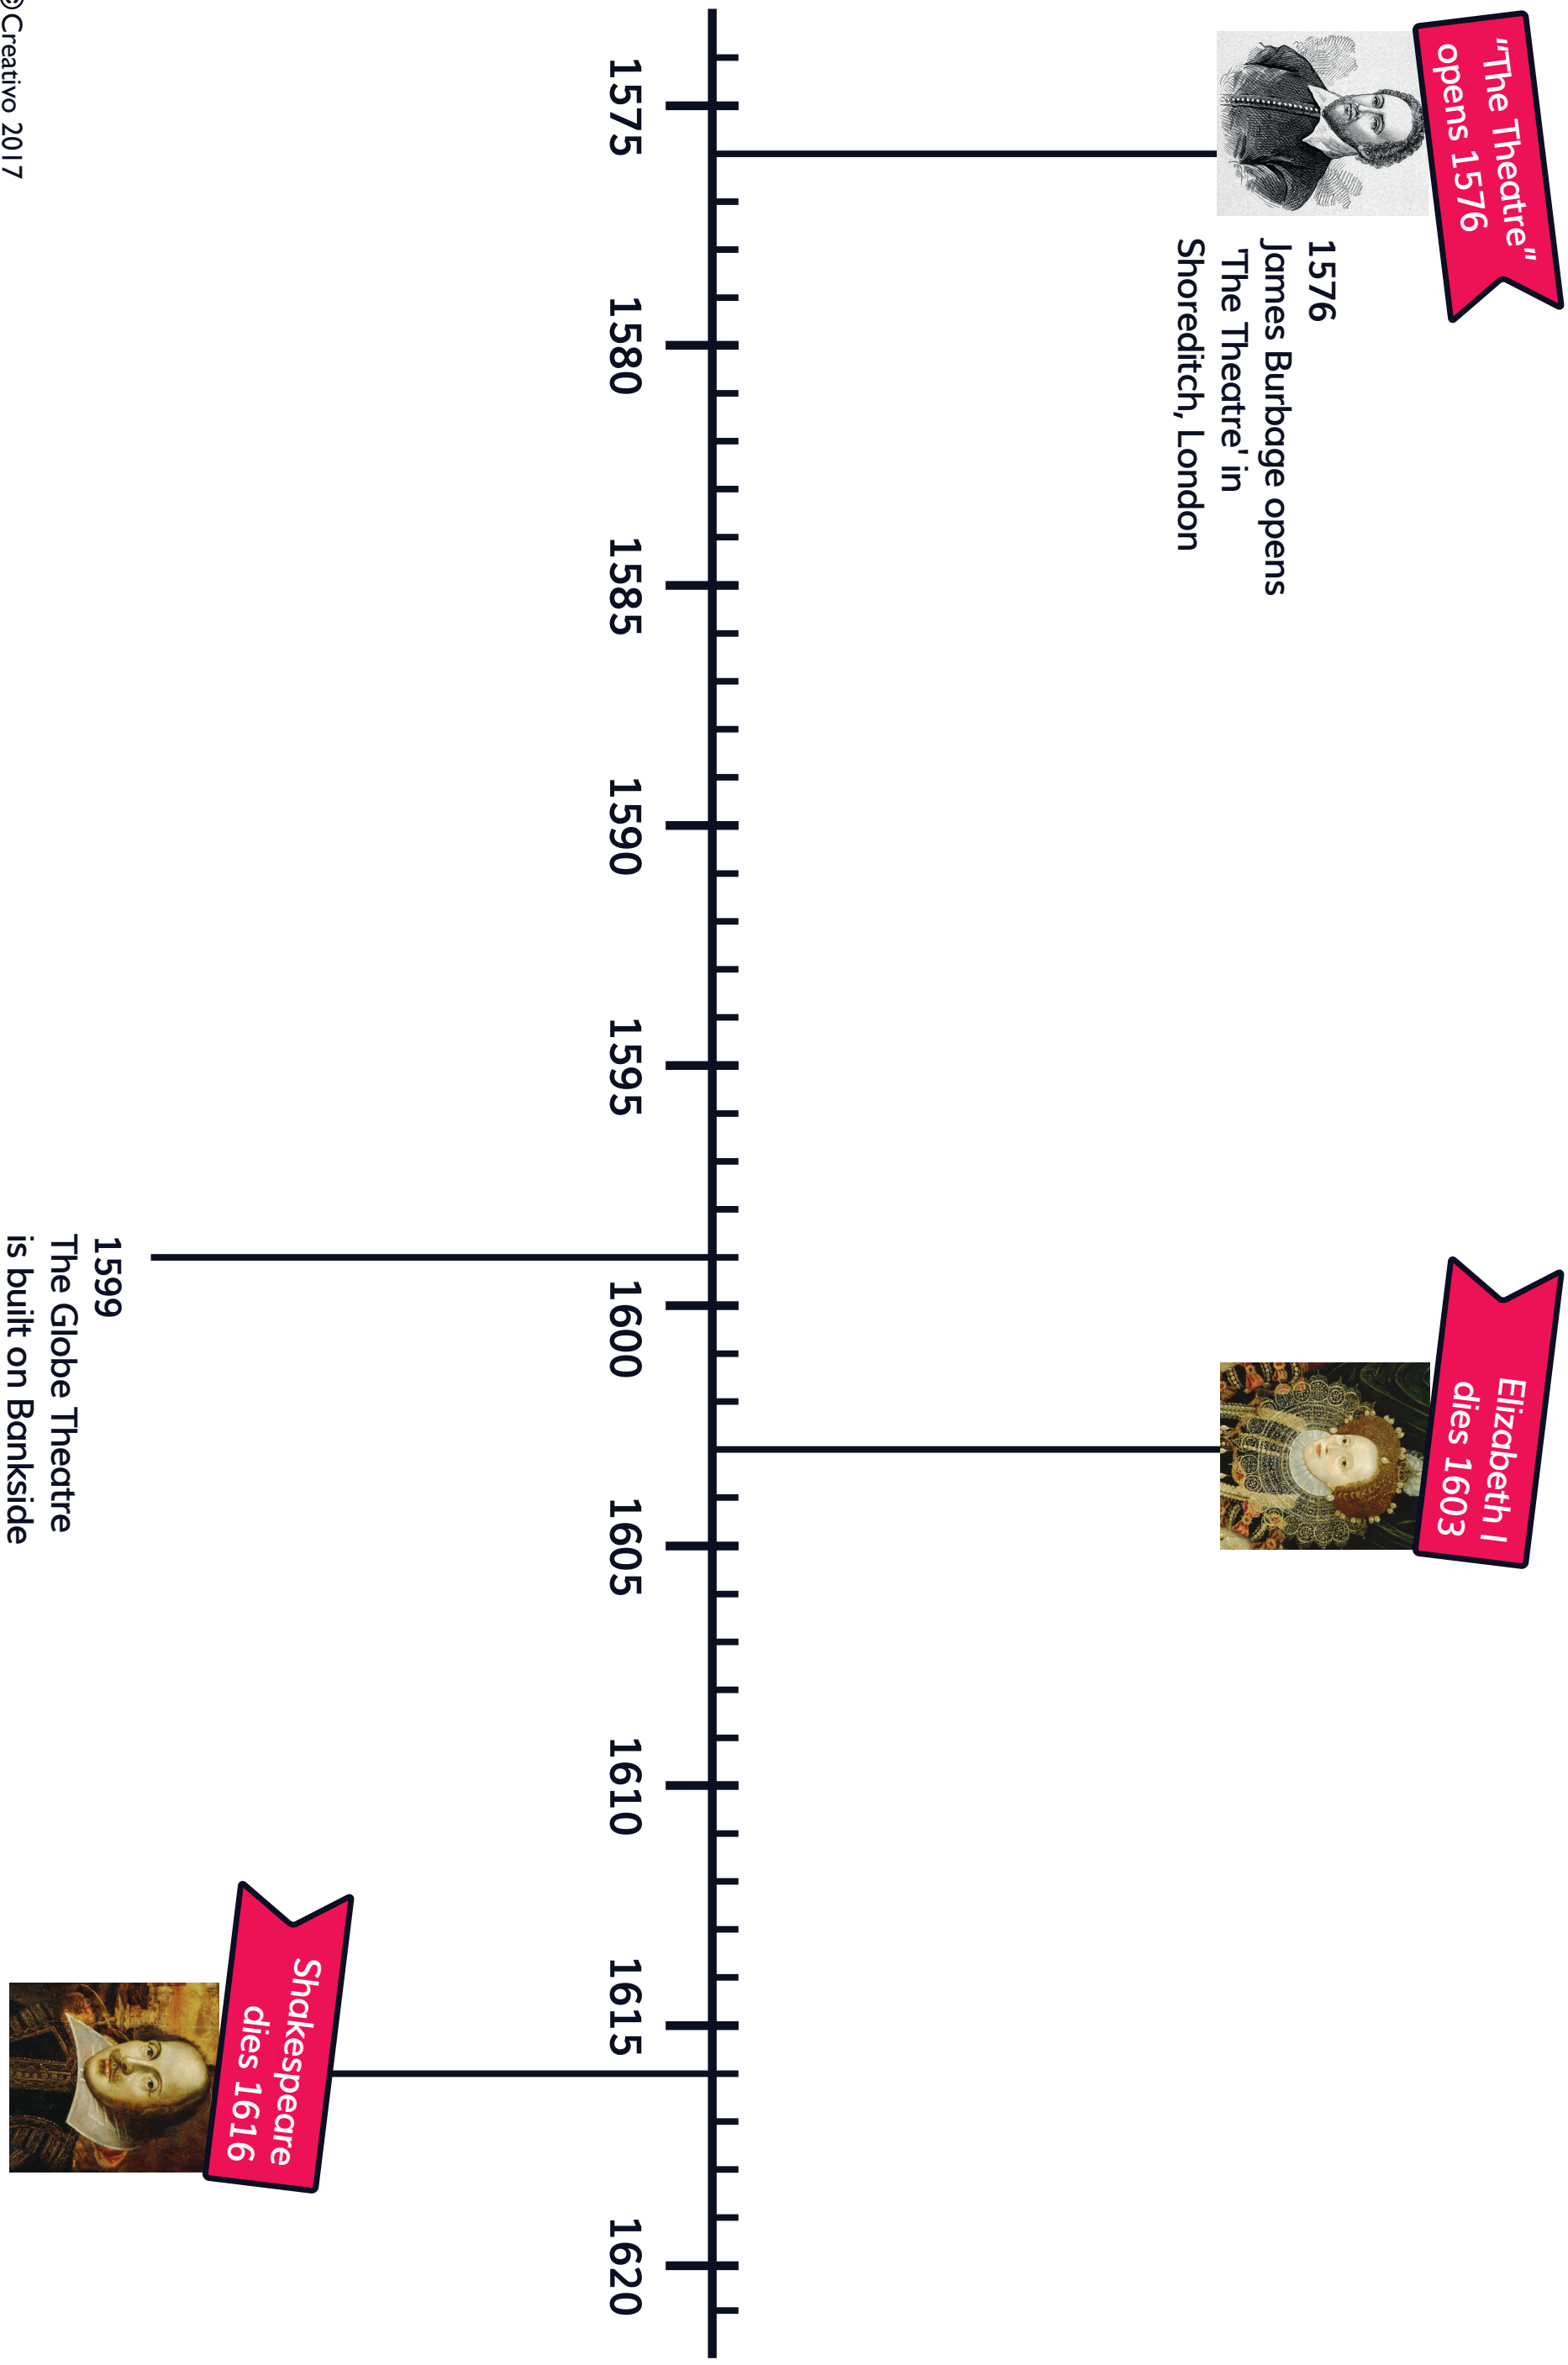 “The Theatre”
opens 1576
1576
James Burbage opens
'The Theatre' in
Shoreditch, London
Elizabeth I
dies 1603
1575
1580
1585
1590
1595
1600
1605
1610
1615
1620
1599
The Globe Theatre
is built on Bankside
Shakespeare
dies 1616
©Creativo 2017